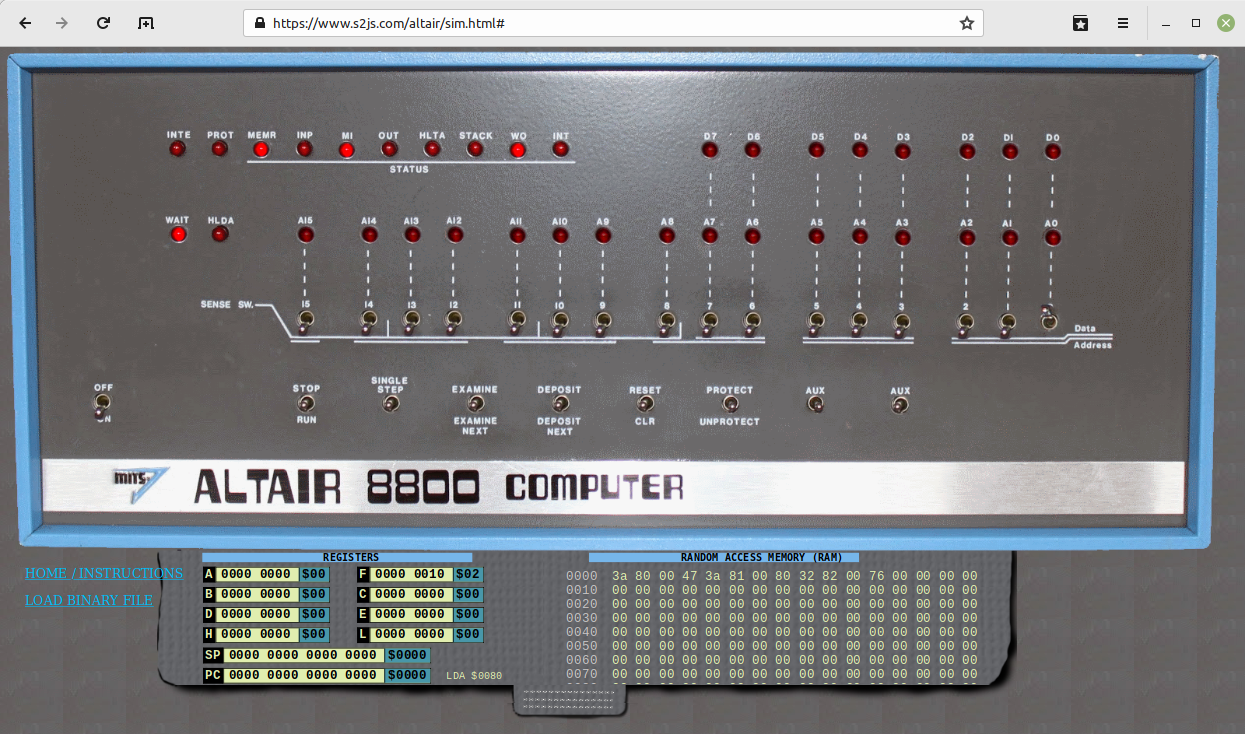 https://www.s2js.com/altair/sim.html#
INTE PROT MEMR INP MI OUT HLTA STACK WO INT D7 D6 D5 D4 D3 D2 D1 D0
STATUS
WAIT HLDA A15 A14 A13 A12 A11 A10 A9 A8 A7 A6 A5 A4 A3 A2 A1 A0
SENSE SW. 15 14 13 12 11 10 9 8 7 6 5 4 3 2 1
Data
Address
OFF STOP SINGLE STEP EXAMINE DEPOSIT RESET PROTECT AUX AUX
ON RUN EXAMINE NEXT DEPOSIT NEXT CLR UNPROTECT
mits ALTAIR 8800 COMPUTER
REGISTERS RANDOM ACCESS MEMORY (RAM)
HOME / INSTRUCTIONS
LOAD BINARY FILE
A 0000 0000 $00 F 0000 0010 $02
B 0000 0000 $00 C 0000 0000 $00
D 0000 0000 $00 E 0000 0000 $00
H 0000 0000 $00 L 0000 0000 $00
SP 0000 0000 0000 0000 $0000
PC 0000 0000 0000 0000 $0000 LDA $0080
0000 3a 80 00 47 3a 81 00 80 32 82 00 76 00 00 00 00
0010 00 00 00 00 00 00 00 00 00 00 00 00 00 00 00 00
0020 00 00 00 00 00 00 00 00 00 00 00 00 00 00 00 00
0030 00 00 00 00 00 00 00 00 00 00 00 00 00 00 00 00
0040 00 00 00 00 00 00 00 00 00 00 00 00 00 00 00 00
0050 00 00 00 00 00 00 00 00 00 00 00 00 00 00 00 00
0060 00 00 00 00 00 00 00 00 00 00 00 00 00 00 00 00
0070 00 00 00 00 00 00 00 00 00 00 00 00 00 00 00 00